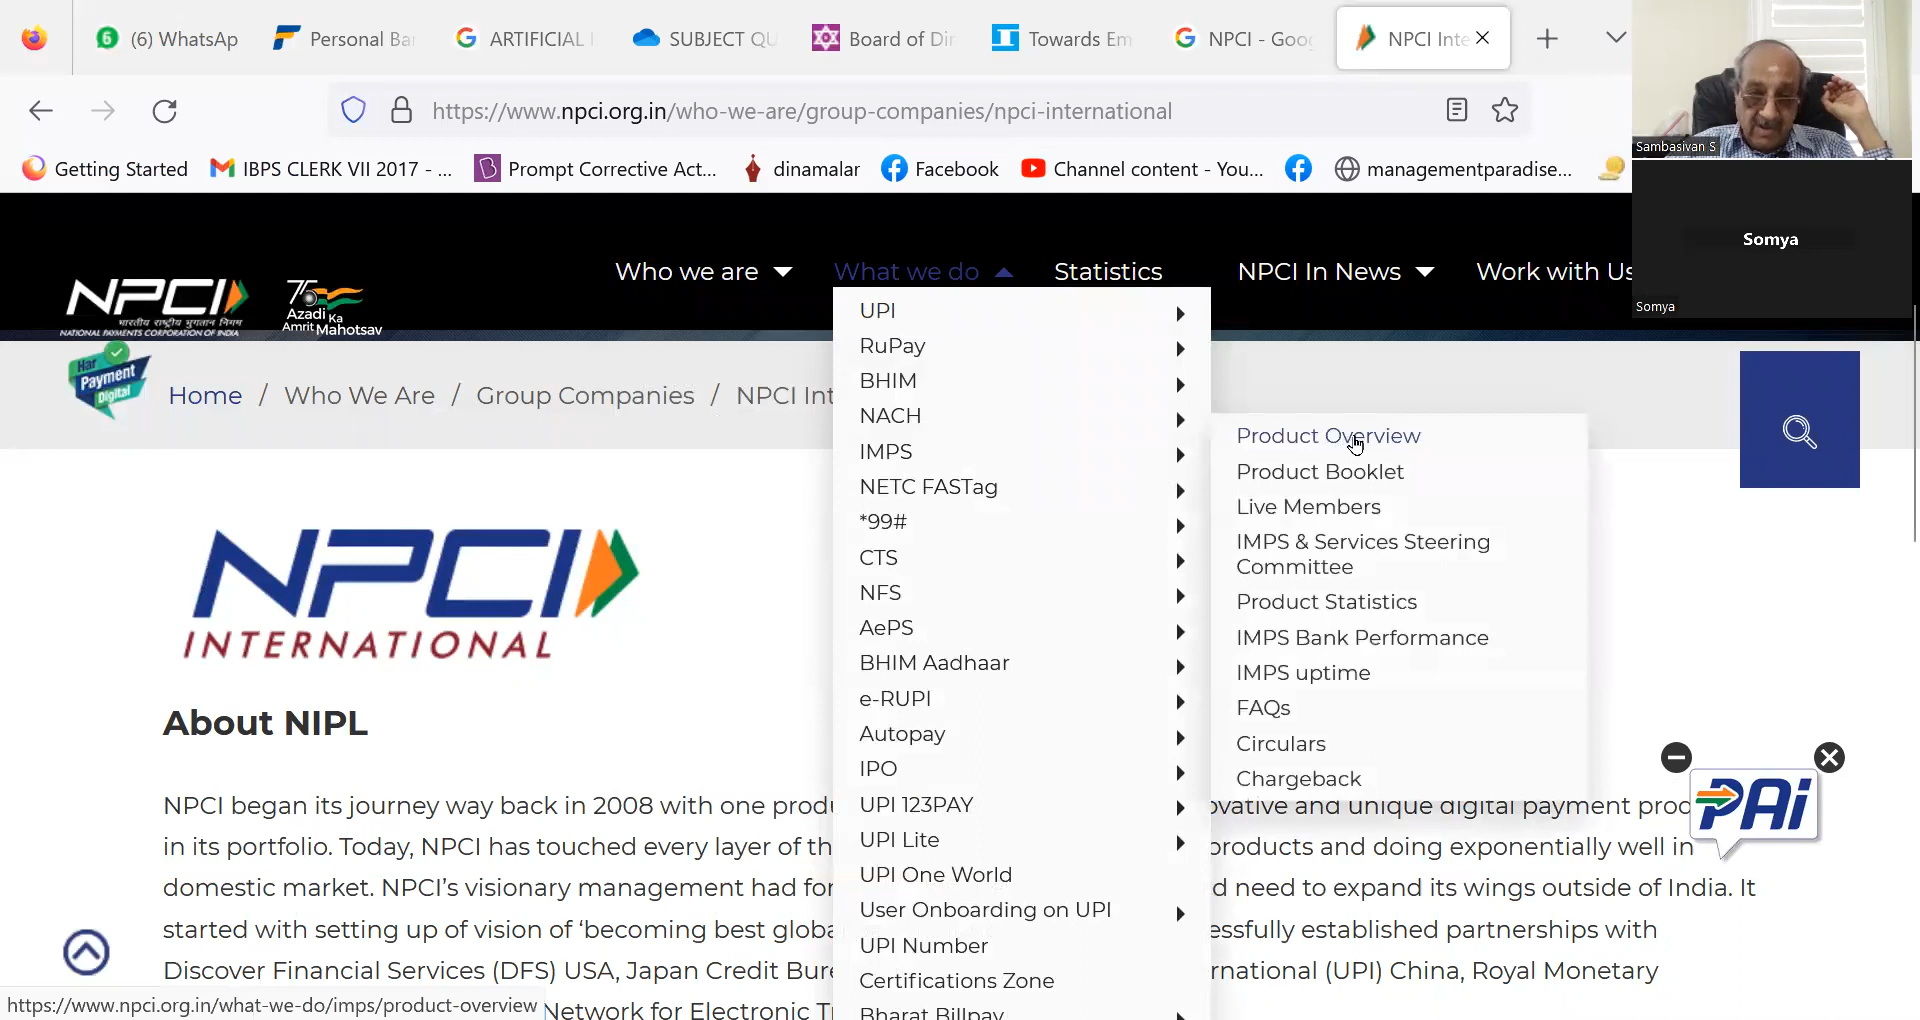 (6) WhatsAp
Personal Ba
ARTIFICIAL
SUBJECT QU
Board of Di
Towards Em
NPCI - Goo
NPCI Inte
https://www.npci.org.in/who-we-are/group-companies/npci-international
Getting Started
IBPS CLERK VII 2017 - ...
Prompt Corrective Act...
dinamalar
Facebook
Channel content - You...
managementparadise...
Sambasivan S
Somya
Somya
NPCI
भारतीय राष्ट्रीय भुगतान निगम
NATIONAL PAYMENTS CORPORATION OF INDIA
75
Azadi Ka
Amrit Mahotsav
Who we are
What we do
Statistics
NPCI In News
Work with Us
Har
Payment
Digital
Home / Who We Are / Group Companies / NPCI Int
UPI
RuPay
BHIM
NACH
IMPS
NETC FASTag
*99#
CTS
NFS
AePS
BHIM Aadhaar
e-RUPI
Autopay
IPO
UPI 123PAY
UPI Lite
UPI One World
User Onboarding on UPI
UPI Number
Certifications Zone
Bharat Billpay
Product Overview
Product Booklet
Live Members
IMPS & Services Steering
Committee
Product Statistics
IMPS Bank Performance
IMPS uptime
FAQs
Circulars
Chargeback
NPCI
INTERNATIONAL
About NIPL
NPCI began its journey way back in 2008 with one produ ovative and unique digital payment prod
in its portfolio. Today, NPCI has touched every layer of th products and doing exponentially well in
domestic market. NPCI's visionary management had for d need to expand its wings outside of India. It
started with setting up of vision of 'becoming best globa essfully established partnerships with
Discover Financial Services (DFS) USA, Japan Credit Bure rnational (UPI) China, Royal Monetary
Network for Electronic Tr
PAi
https://www.npci.org.in/what-we-do/imps/product-overview